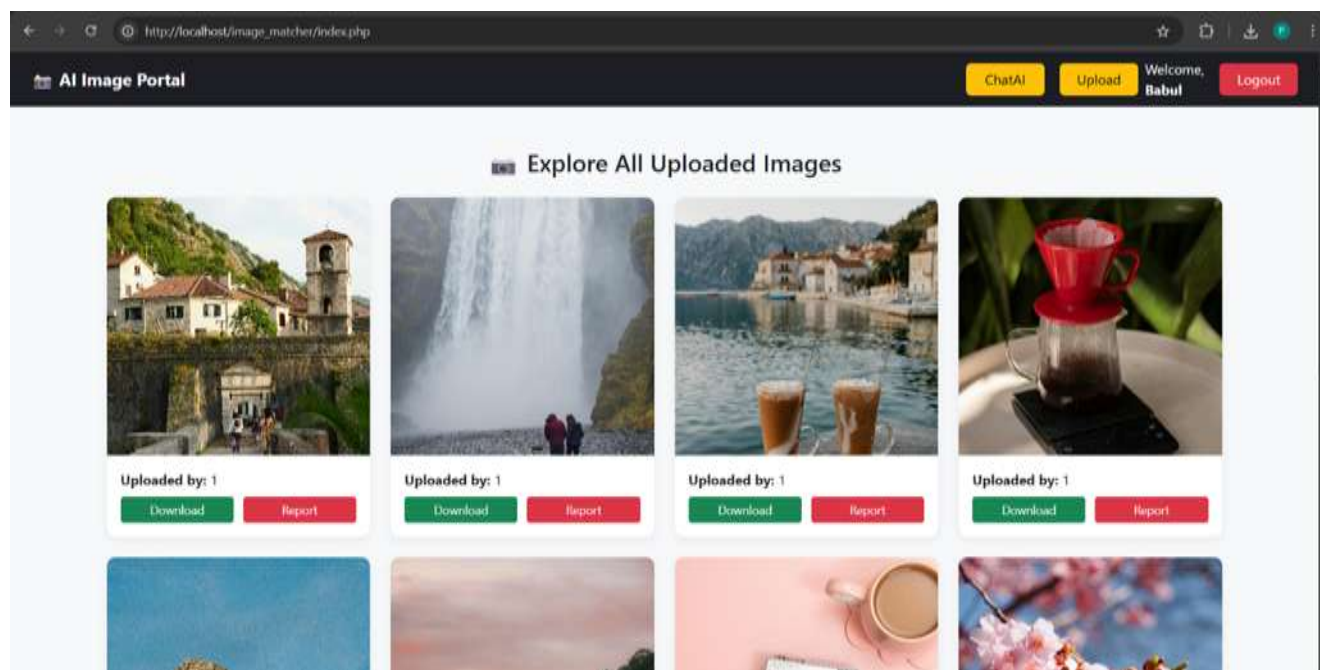 http://localhost/image_matcher/index.php
AI Image Portal
ChatAI
Upload
Welcome,
Babul
Logout
Explore All Uploaded Images
Uploaded by: 1
Download
Report
Uploaded by: 1
Download
Report
Uploaded by: 1
Download
Report
Uploaded by: 1
Download
Report